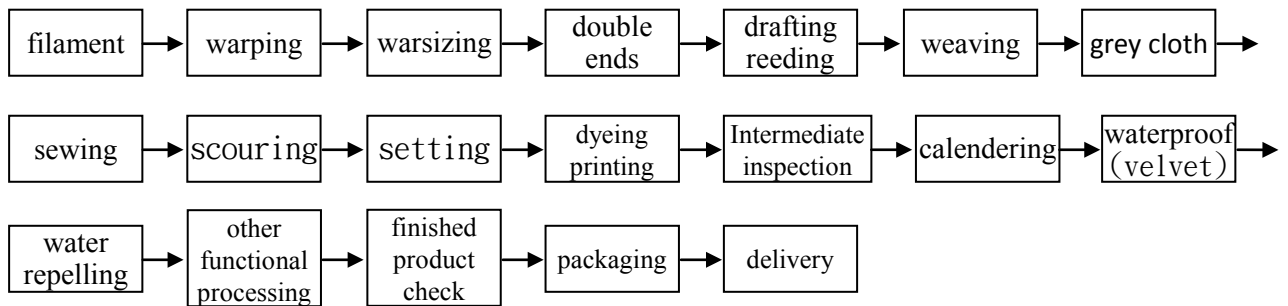 filament
warping
warsizing
double
ends
drafting
reeding
weaving
grey cloth
sewing
scouring
setting
dyeing
printing
Intermediate
inspection
calendering
waterproof
(velvet)
water
repelling
other
functional
processing
finished
product
check
packaging
delivery